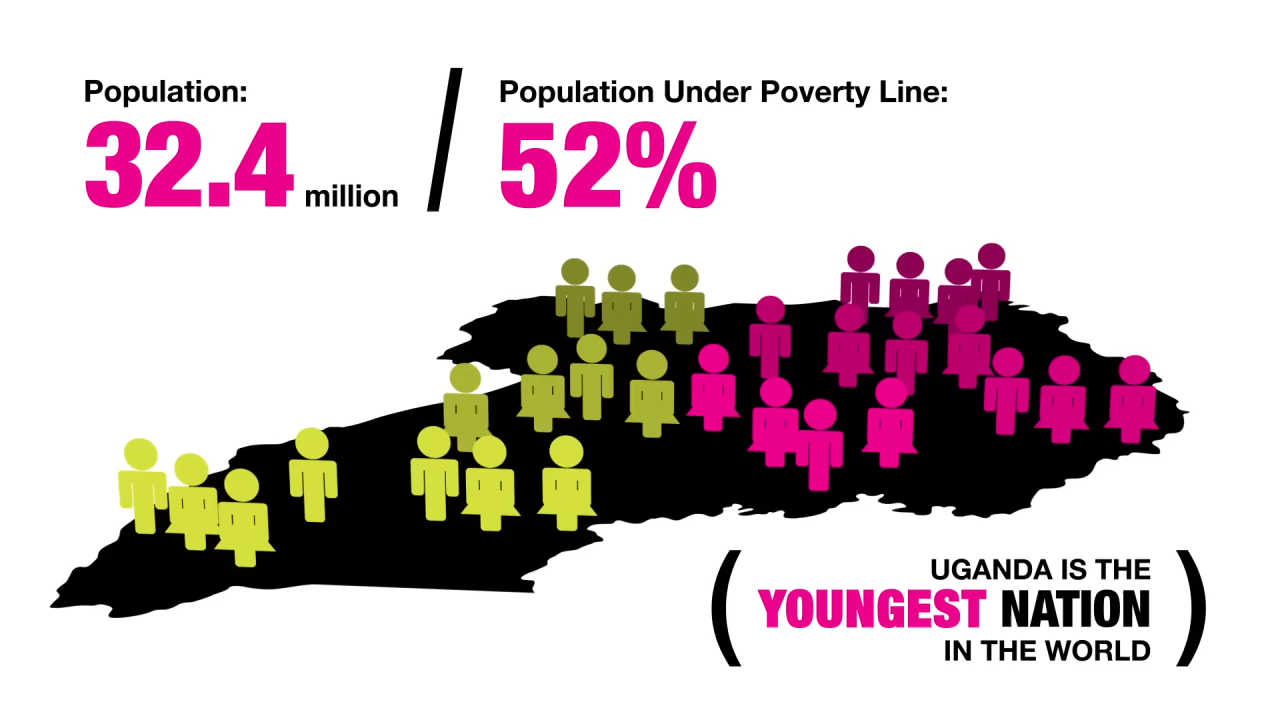 Population:
32.4 million
Population Under Poverty Line:
52%
( UGANDA IS THE
YOUNGEST NATION
IN THE WORLD )